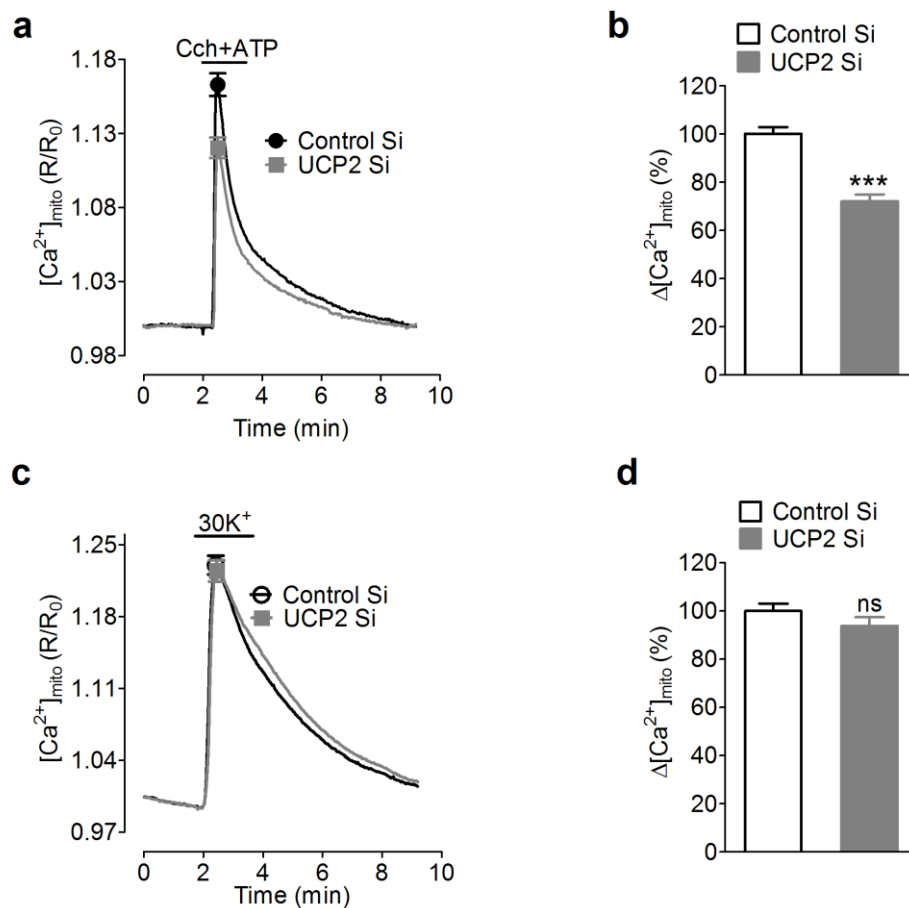 a
Cch+ATP
1.18
1.13
1.08
1.03
0.98
[Ca²⁺]mito (R/R₀)
Control Si
UCP2 Si
0 2 4 6 8 10
Time (min)
b
Control Si
UCP2 Si
120
100
80
60
40
20
0
Δ[Ca²⁺]mito (%)
***
c
30K⁺
1.25
1.18
1.11
1.04
0.97
[Ca²⁺]mito (R/R₀)
Control Si
UCP2 Si
0 2 4 6 8 10
Time (min)
d
Control Si
UCP2 Si
120
100
80
60
40
20
0
Δ[Ca²⁺]mito (%)
ns